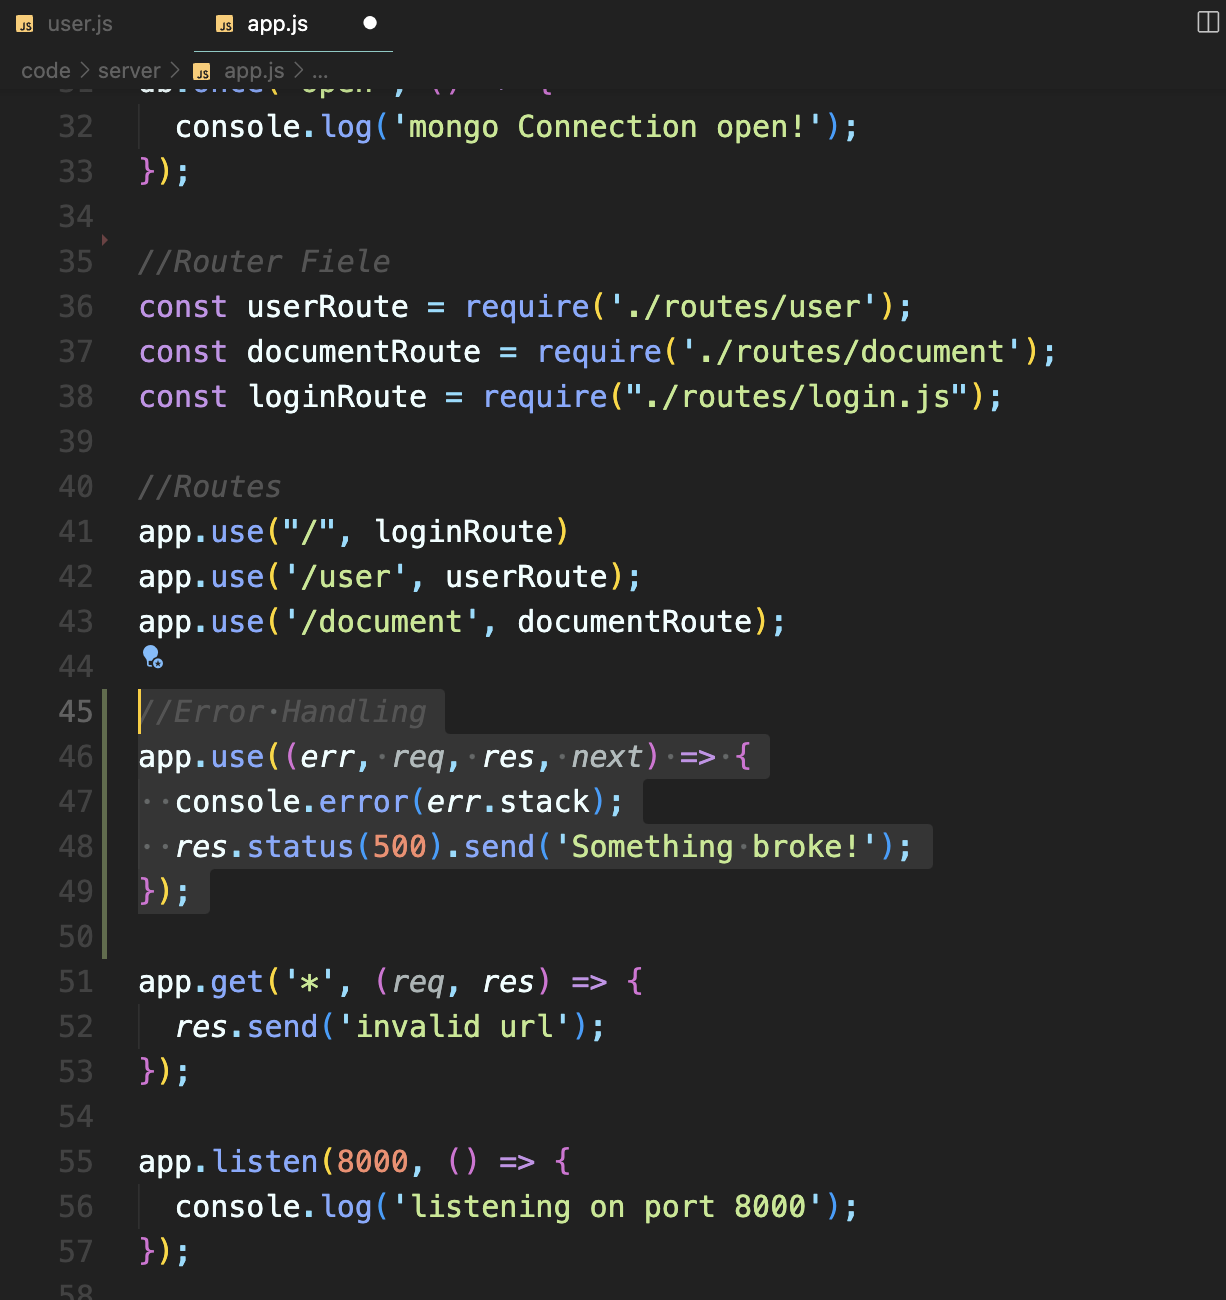 JS user.js
JS app.js
code > server > JS app.js > ...
32 console.log('mongo Connection open!');
33 });
34
35 //Router Fiele
36 const userRoute = require('./routes/user');
37 const documentRoute = require('./routes/document');
38 const loginRoute = require("./routes/login.js");
39
40 //Routes
41 app.use("/", loginRoute)
42 app.use('/user', userRoute);
43 app.use('/document', documentRoute);
44
45 //Error·Handling
46 app.use((err,·req,·res,·next)·=>·{
47 ··console.error(err.stack);
48 ··res.status(500).send('Something·broke!');
49 });
50
51 app.get('*', (req, res) => {
52 res.send('invalid url');
53 });
54
55 app.listen(8000, () => {
56 console.log('listening on port 8000');
57 });
58